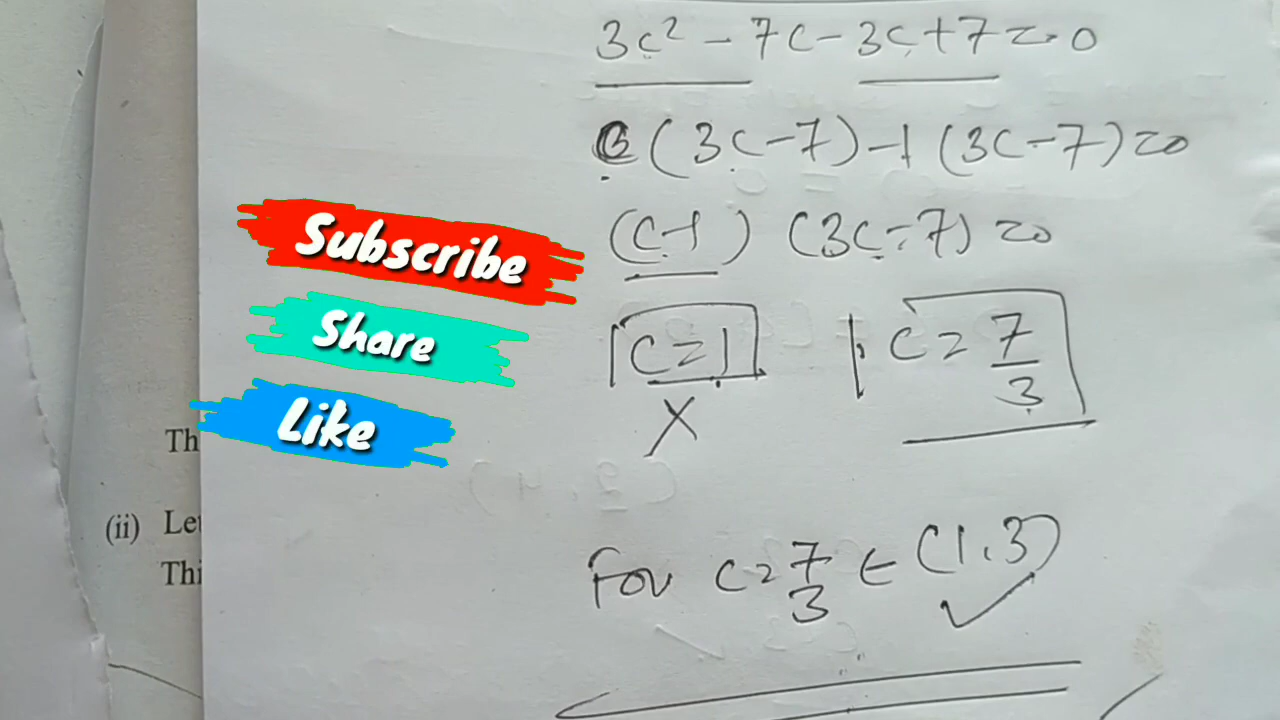 3c² - 7c - 3c + 7 = 0
c (3c - 7) - 1 (3c - 7) = 0
(c - 1) (3c - 7) = 0
c = 1 | c = 7/3
X
For c = 7/3 ∈ (1, 3) ✓
Subscribe
Share
Like
Th
(ii) Let
Thi